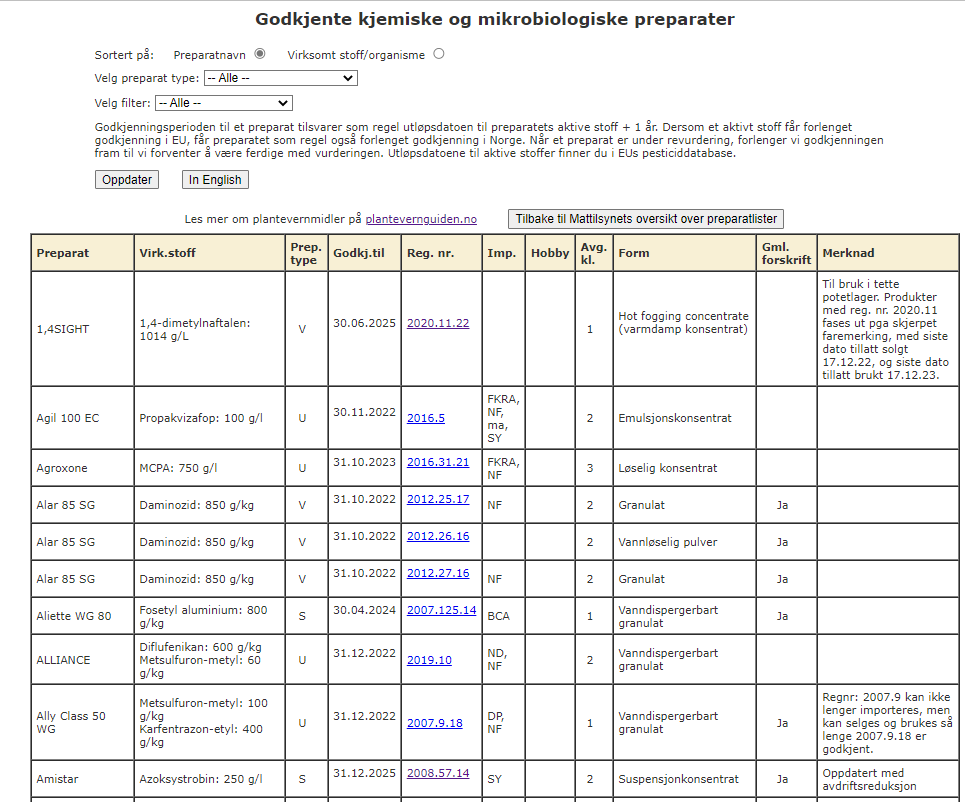 Godkjente kjemiske og mikrobiologiske preparater
Sortert på: Preparatnavn Virksomt stoff/organisme
Velg preparat type: -- Alle --
Velg filter: -- Alle --
Godkjenningsperioden til et preparat tilsvarer som regel utløpsdatoen til preparatets aktive stoff + 1 år. Dersom et aktivt stoff får forlenget
godkjenning i EU, får preparatet som regel også forlenget godkjenning i Norge. Når et preparat er under revurdering, forlenger vi godkjenningen
fram til vi forventer å være ferdige med vurderingen. Utløpsdatoene til aktive stoffer finner du i EUs pesticiddatabase.
Oppdater In English
Les mer om plantevernmidler på plantevernguiden.no Tilbake til Mattilsynets oversikt over preparatlister
Preparat Virk.stoff Prep. type Godkj.til Reg. nr. Imp. Hobby Avg. kl. Form Gml. forskrift Merknad
1,4SIGHT
1,4-dimetylnaftalen:
1014 g/L
V
30.06.2025
2020.11.22
1
Hot fogging concentrate
(varmdamp konsentrat)
Til bruk i tette
potetlager. Produkter
med reg. nr. 2020.11
fases ut pga skjerpet
faremerking, med siste
dato tillatt solgt
17.12.22, og siste dato
tillatt brukt 17.12.23.
Agil 100 EC
Propakvizafop: 100 g/l
U
30.11.2022
2016.5
FKRA,
NF,
ma,
SY
2
Emulsjonskonsentrat
Agroxone
MCPA: 750 g/l
U
31.10.2023
2016.31.21
FKRA,
NF
3
Løselig konsentrat
Alar 85 SG
Daminozid: 850 g/kg
V
31.10.2022
2012.25.17
NF
2
Granulat
Ja
Alar 85 SG
Daminozid: 850 g/kg
V
31.10.2022
2012.26.16
2
Vannløselig pulver
Ja
Alar 85 SG
Daminozid: 850 g/kg
V
31.10.2022
2012.27.16
NF
2
Granulat
Ja
Aliette WG 80
Fosetyl aluminium: 800
g/kg
S
30.04.2024
2007.125.14
BCA
1
Vanndispergerbart
granulat
Ja
ALLIANCE
Diflufenikan: 600 g/kg
Metsulfuron-metyl: 60
g/kg
U
31.12.2022
2019.10
ND,
NF
2
Vanndispergerbart
granulat
Ally Class 50
WG
Metsulfuron-metyl: 100
g/kg
Karfentrazon-etyl: 400
g/kg
U
31.12.2022
2007.9.18
DP,
NF
1
Vanndispergerbart
granulat
Ja
Regnr: 2007.9 kan ikke
lenger importeres, men
kan selges og brukes så
lenge 2007.9.18 er
godkjent.
Amistar
Azoksystrobin: 250 g/l
S
31.12.2025
2008.57.14
SY
2
Suspensjonkonsentrat
Ja
Oppdatert med
avdriftsreduksjon